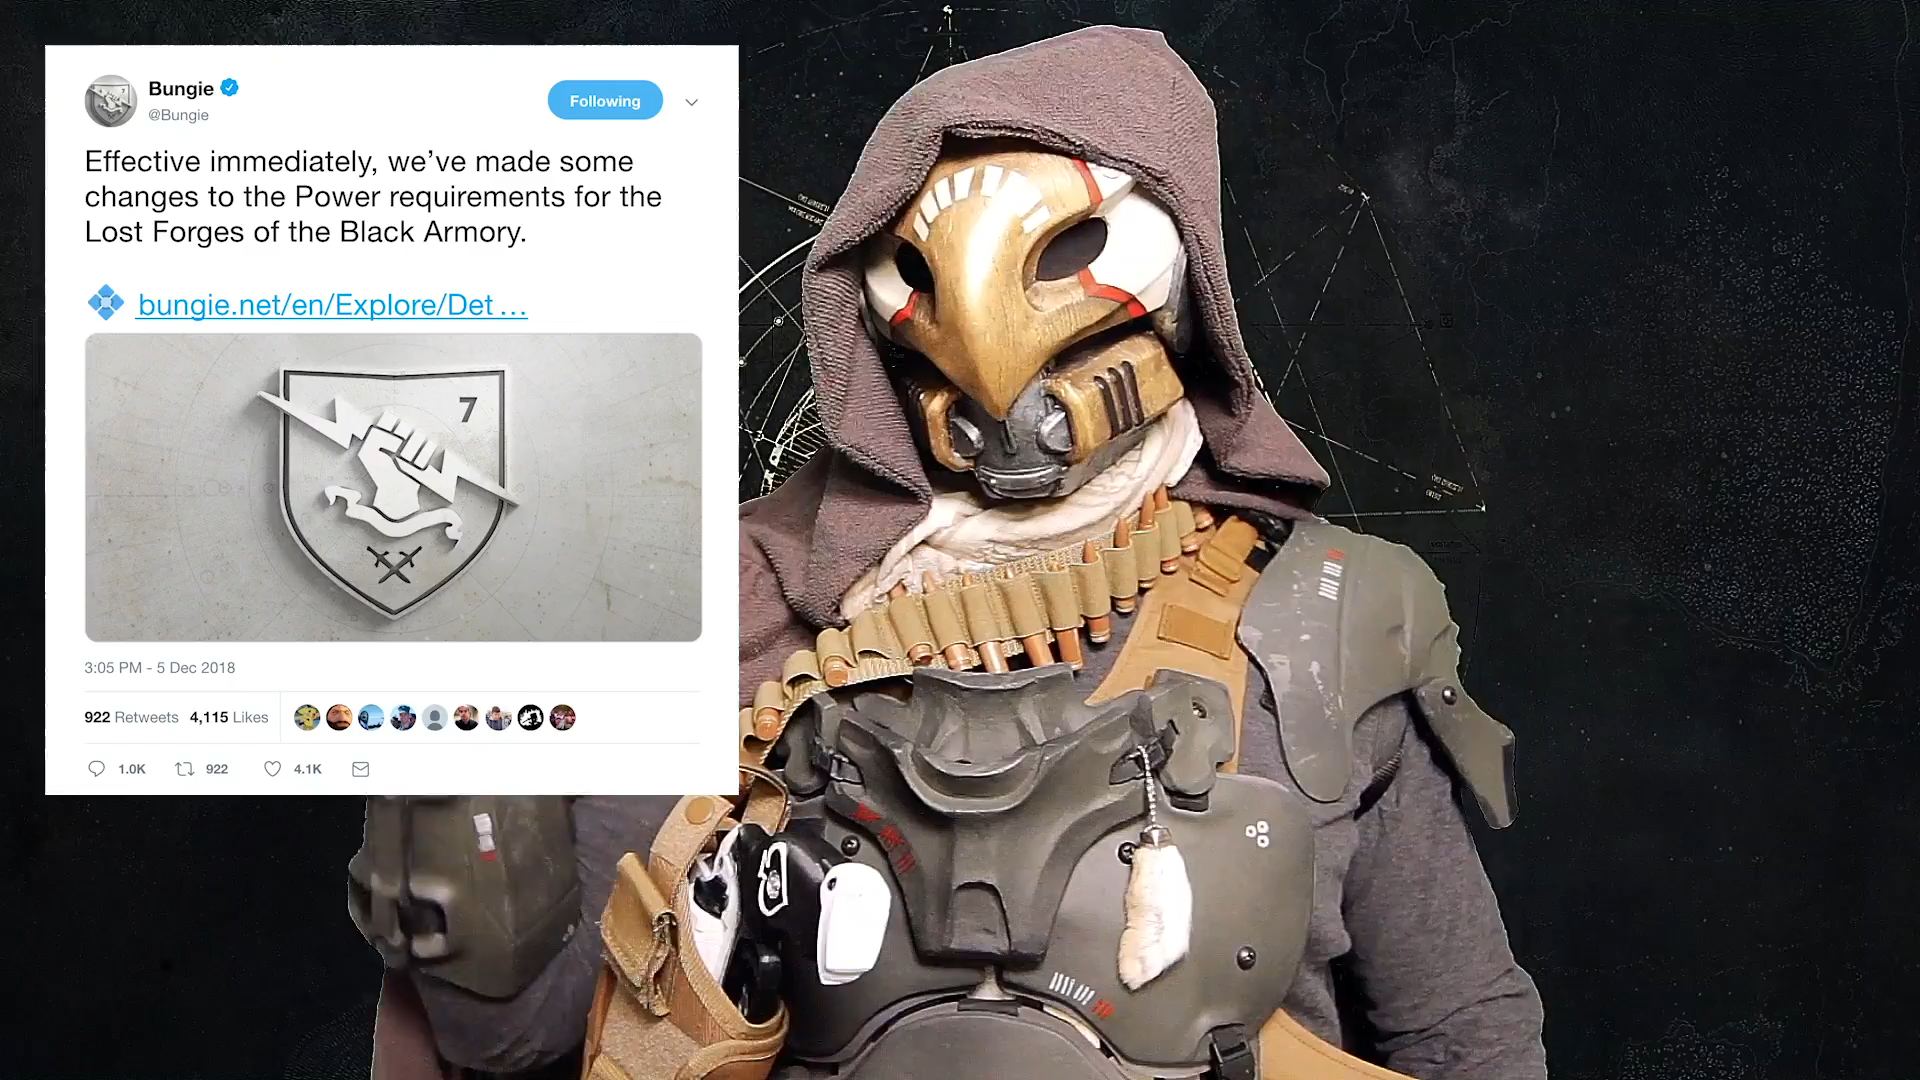 Bungie
@Bungie
Following
Effective immediately, we’ve made some
changes to the Power requirements for the
Lost Forges of the Black Armory.
bungie.net/en/Explore/Det ...
7
3:05 PM - 5 Dec 2018
922 Retweets 4,115 Likes
1.0K 922 4.1K